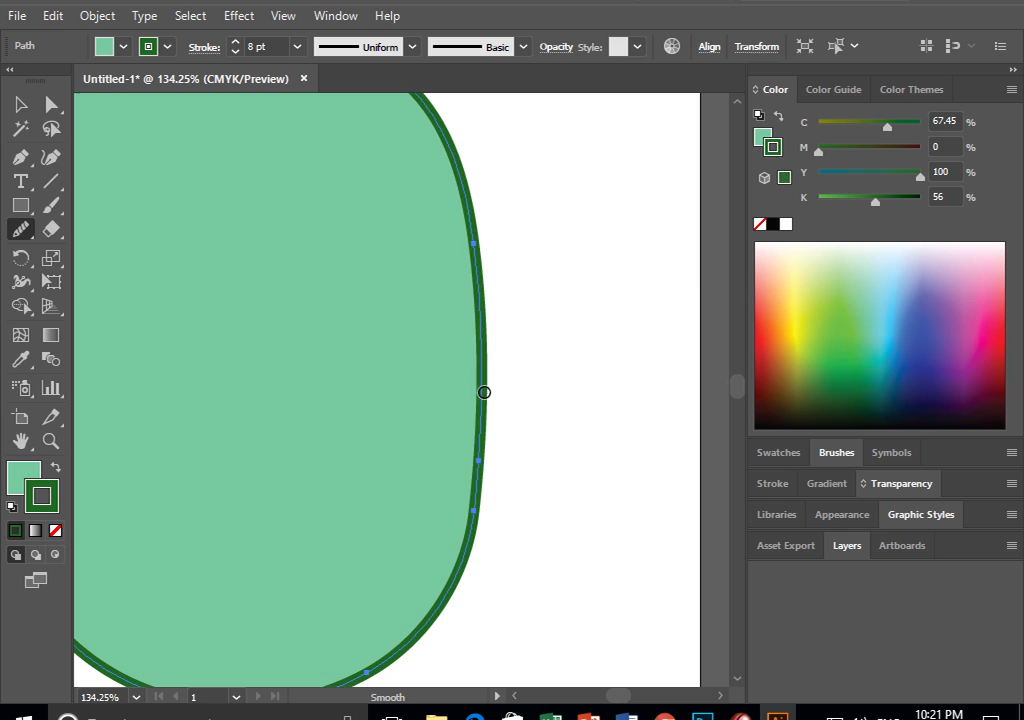 File Edit Object Type Select Effect View Window Help
Path Stroke: 8 pt Uniform Basic Opacity Style: Align Transform
Untitled-1* @ 134.25% (CMYK/Preview) ×
Color Color Guide Color Themes
C 67.45 %
M 0 %
Y 100 %
K 56 %
Swatches Brushes Symbols
Stroke Gradient Transparency
Libraries Appearance Graphic Styles
Asset Export Layers Artboards
134.25% 1 Smooth
10:21 PM